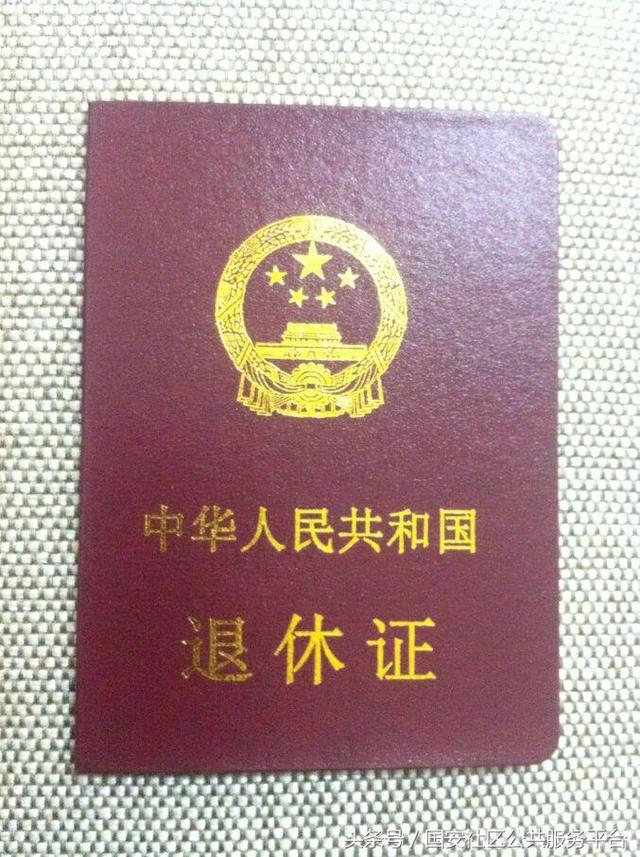 中华人民共和国
退休证
头条号 / 国安社区公共服务平台